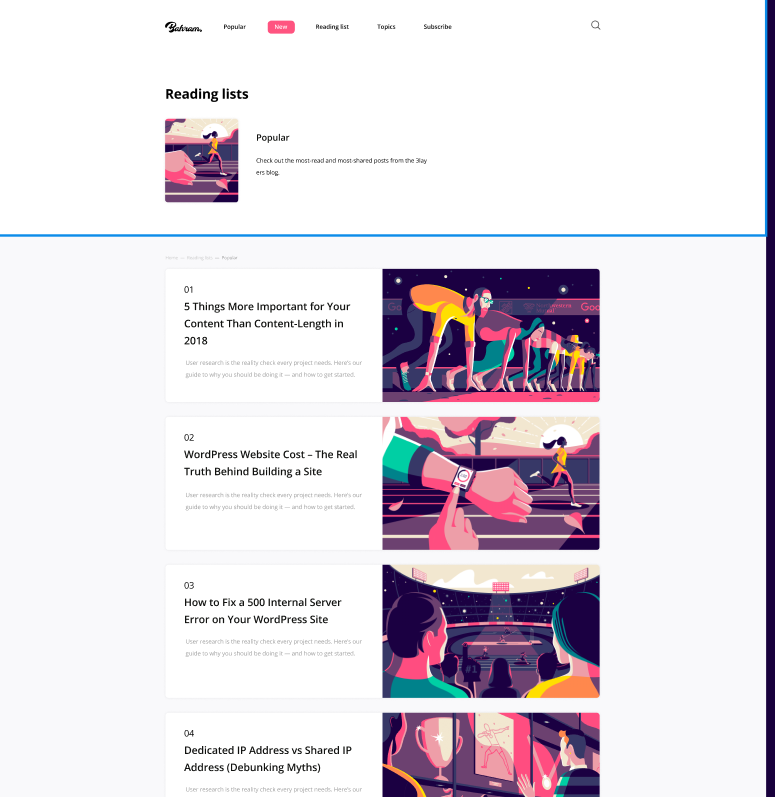 Bahram.
Popular
New
Reading list
Topics
Subscribe
Reading lists
Popular
Check out the most-read and most-shared posts from the 3lay
ers blog.
Home — Reading lists — Popular
01
5 Things More Important for Your
Content Than Content-Length in
2018
User research is the reality check every project needs. Here's our
guide to why you should be doing it — and how to get started.
02
WordPress Website Cost – The Real
Truth Behind Building a Site
User research is the reality check every project needs. Here's our
guide to why you should be doing it — and how to get started.
03
How to Fix a 500 Internal Server
Error on Your WordPress Site
User research is the reality check every project needs. Here's our
guide to why you should be doing it — and how to get started.
#1
04
Dedicated IP Address vs Shared IP
Address (Debunking Myths)
User research is the reality check every project needs. Here's our